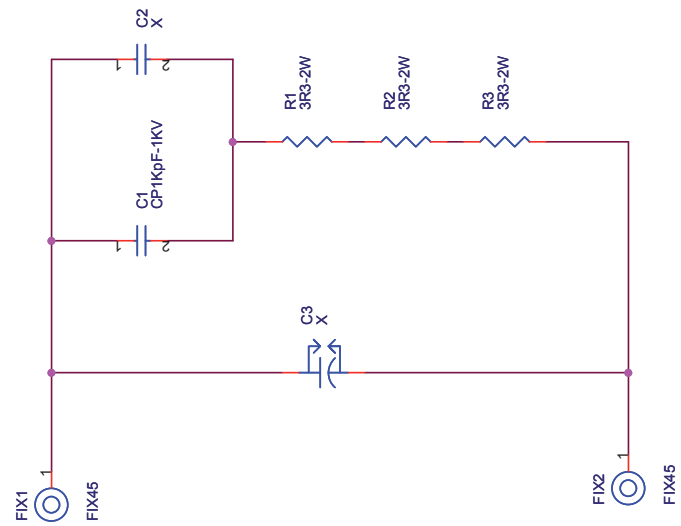 C2
X
1
2
R1
3R3-2W
R2
3R3-2W
R3
3R3-2W
C1
CP1KpF-1KV
1
2
C3
X
FIX1
1
FIX45
FIX2
1
FIX45